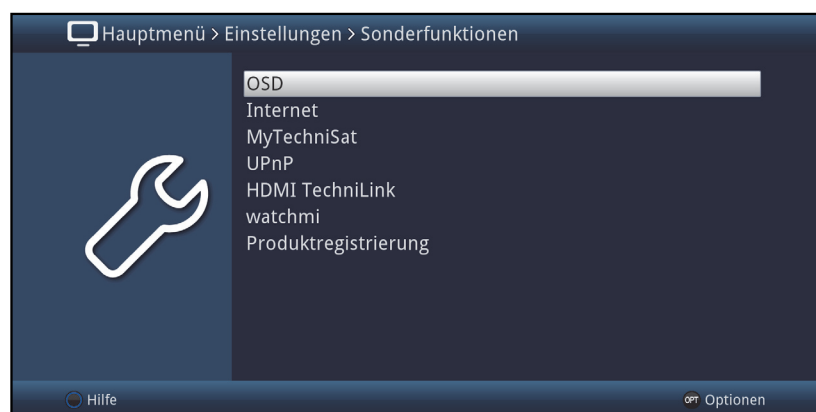 Hauptmenü > Einstellungen > Sonderfunktionen
OSD
Internet
MyTechniSat
UPnP
HDMI TechniLink
watchmi
Produktregistrierung
Hilfe
OPT Optionen